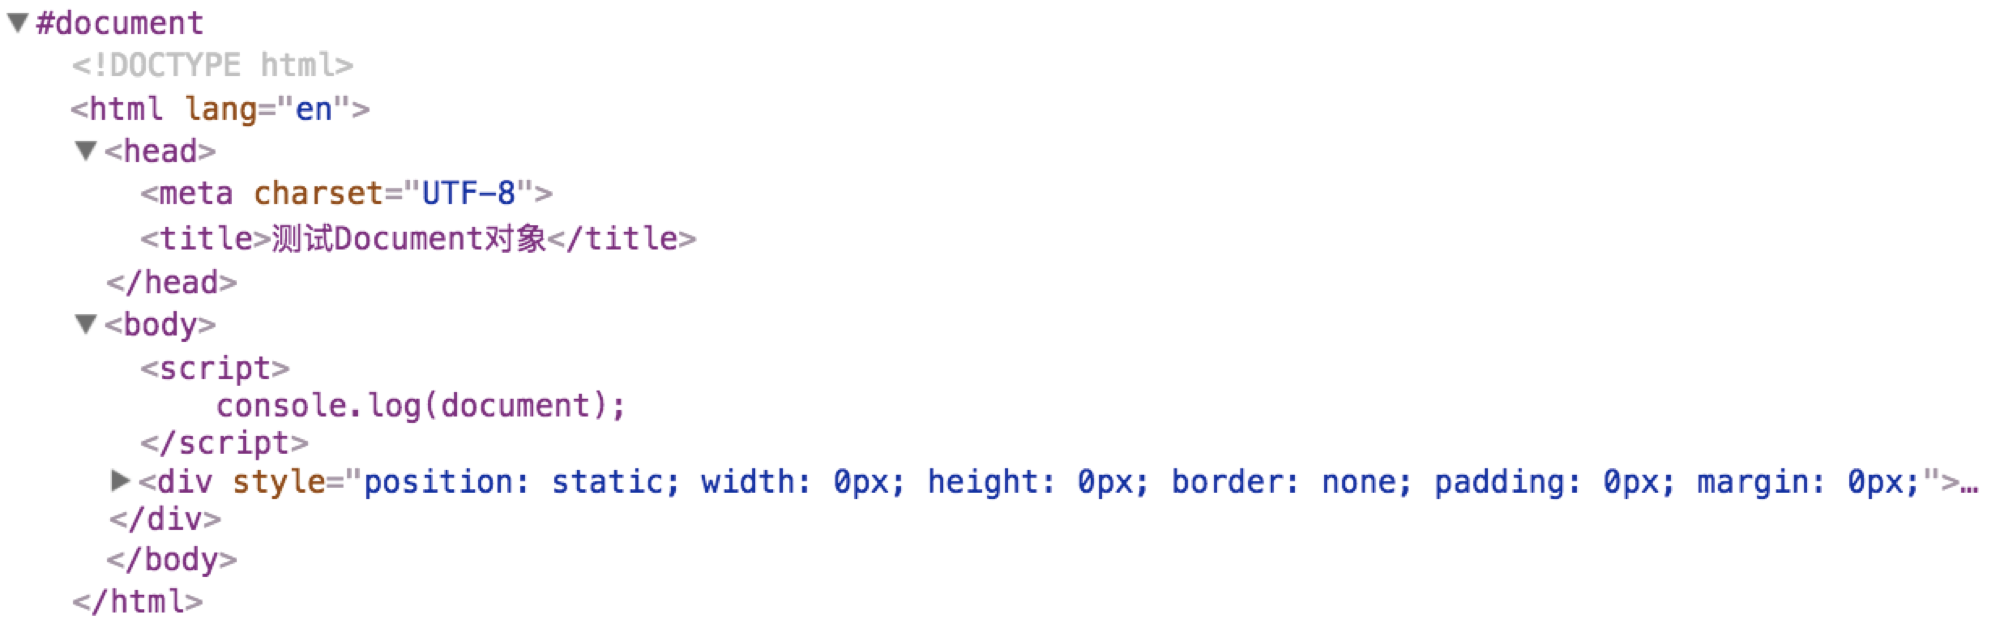 #document
<!DOCTYPE html>
<html lang="en">
<head>
<meta charset="UTF-8">
<title>测试Document对象</title>
</head>
<body>
<script>
console.log(document);
</script>
<div style="position: static; width: 0px; height: 0px; border: none; padding: 0px; margin: 0px;">…
</div>
</body>
</html>